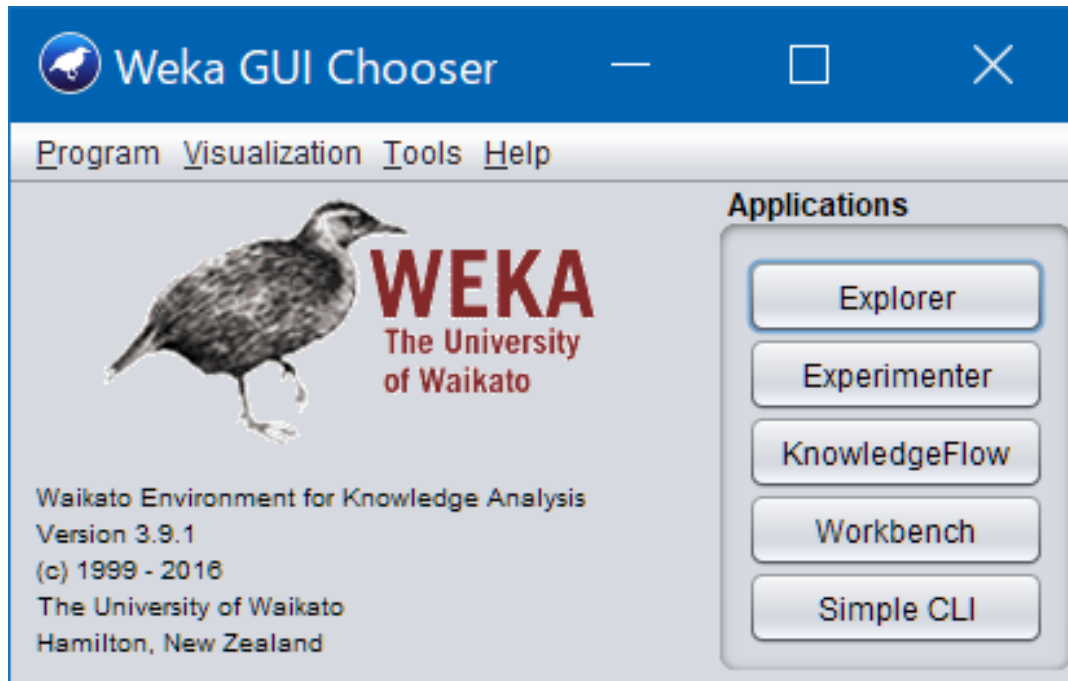 Weka GUI Chooser
Program Visualization Tools Help
WEKA
The University
of Waikato
Waikato Environment for Knowledge Analysis
Version 3.9.1
(c) 1999 - 2016
The University of Waikato
Hamilton, New Zealand
Applications
Explorer
Experimenter
KnowledgeFlow
Workbench
Simple CLI